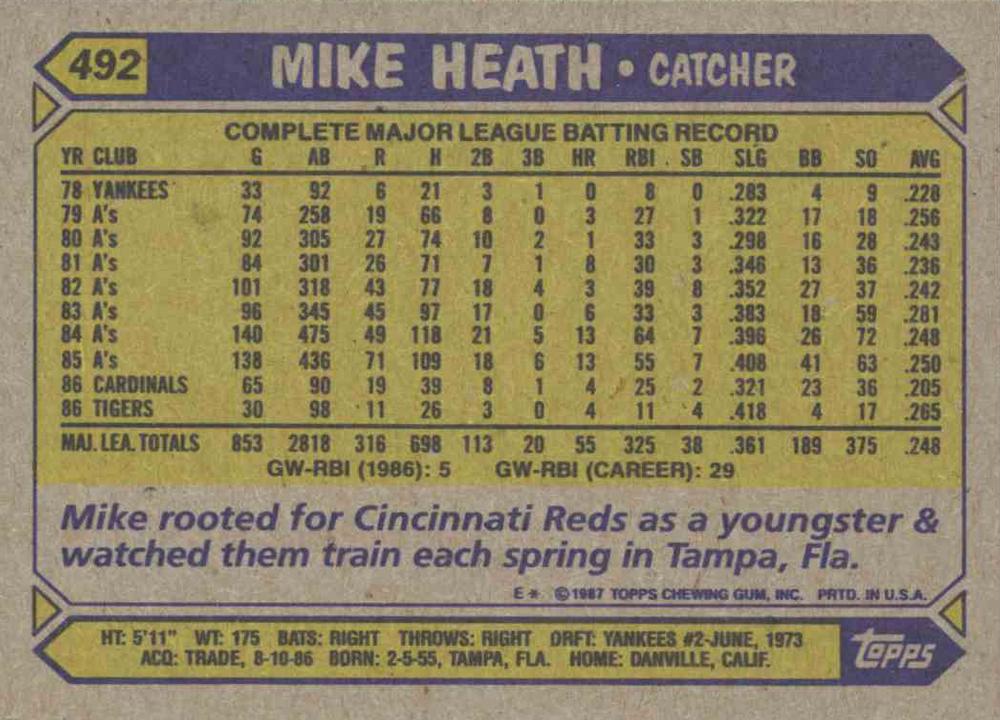 492 MIKE HEATH • CATCHER
COMPLETE MAJOR LEAGUE BATTING RECORD
YR CLUB G AB R H 2B 3B HR RBI SB SLG BB SO AVG
78 YANKEES 33 92 6 21 3 1 0 8 0 .283 4 9 .228
79 A's 74 258 19 66 8 0 3 27 1 .322 17 18 .256
80 A's 92 305 27 74 10 2 1 33 3 .298 16 28 .243
81 A's 84 301 26 71 7 1 8 30 3 .346 13 36 .236
82 A's 101 318 43 77 18 4 3 39 8 .352 27 37 .242
83 A's 96 345 45 97 17 0 6 33 3 .383 18 59 .281
84 A's 140 475 49 118 21 5 13 64 7 .396 26 72 .248
85 A's 138 436 71 109 18 6 13 55 7 .408 41 63 .250
86 CARDINALS 65 90 19 39 8 1 4 25 2 .321 23 36 .205
86 TIGERS 30 98 11 26 3 0 4 11 4 .418 4 17 .265
MAJ. LEA. TOTALS 853 2818 316 698 113 20 55 325 38 .361 189 375 .248
GW-RBI (1986): 5 GW-RBI (CAREER): 29
Mike rooted for Cincinnati Reds as a youngster &
watched them train each spring in Tampa, Fla.
E* ©1987 TOPPS CHEWING GUM, INC. PRTD. IN U.S.A.
HT: 5'11" WT: 175 BATS: RIGHT THROWS: RIGHT DRFT: YANKEES #2-JUNE, 1973
ACQ: TRADE, 8-10-86 BORN: 2-5-55, TAMPA, FLA. HOME: DANVILLE, CALIF.
topps